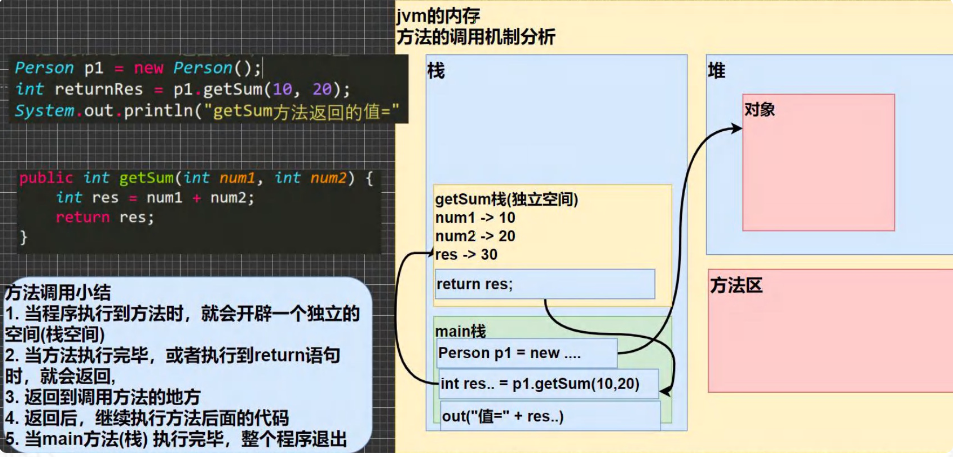 Person p1 = new Person();
int returnRes = p1.getSum(10, 20);
System.out.println("getSum方法返回的值="
public int getSum(int num1, int num2) {
int res = num1 + num2;
return res;
}
方法调用小结
1. 当程序执行到方法时，就会开辟一个独立的
空间(栈空间)
2. 当方法执行完毕，或者执行到return语句
时，就会返回,
3. 返回到调用方法的地方
4. 返回后，继续执行方法后面的代码
5. 当main方法(栈) 执行完毕，整个程序退出
jvm的内存
方法的调用机制分析
栈
getSum栈(独立空间)
num1 -> 10
num2 -> 20
res -> 30
return res;
main栈
Person p1 = new ....
int res.. = p1.getSum(10,20)
out("值=" + res..)
堆
对象
方法区